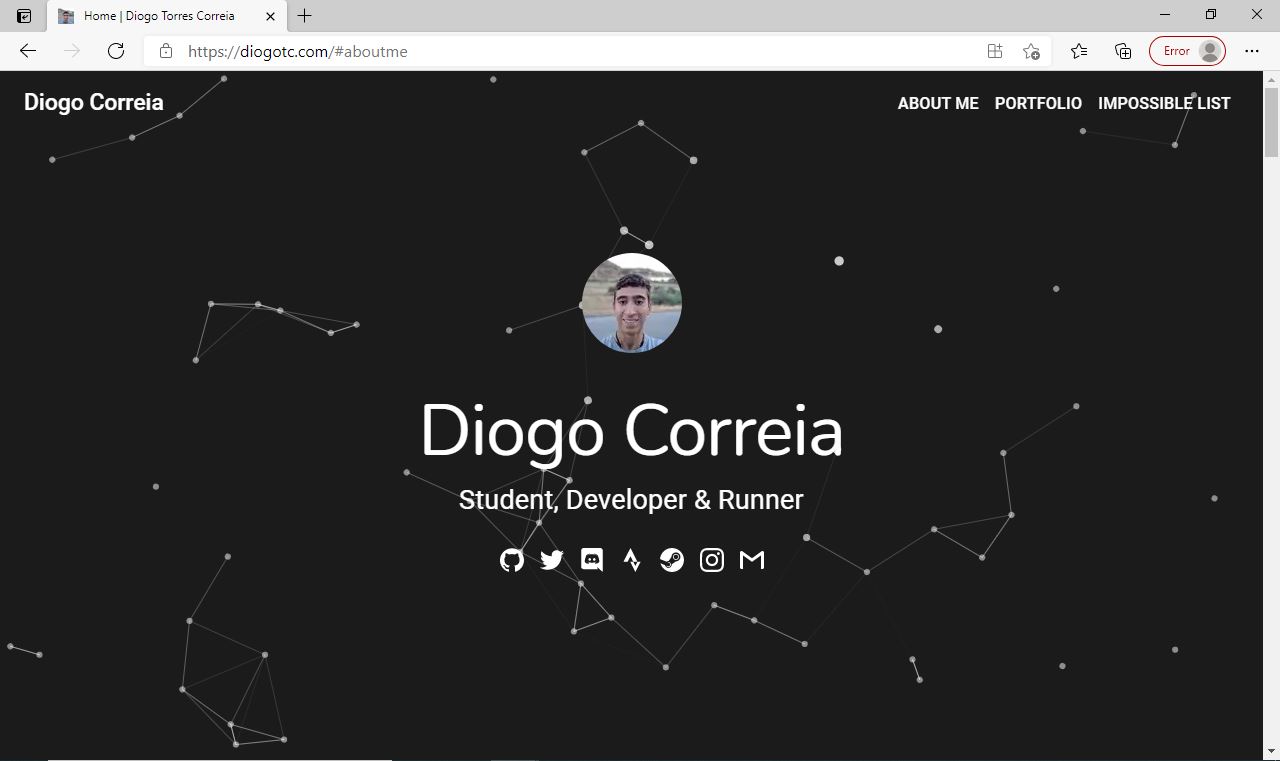 Home | Diogo Torres Correia
https://diogotc.com/#aboutme
Error
Diogo Correia
ABOUT ME PORTFOLIO IMPOSSIBLE LIST
Diogo Correia
Student, Developer & Runner